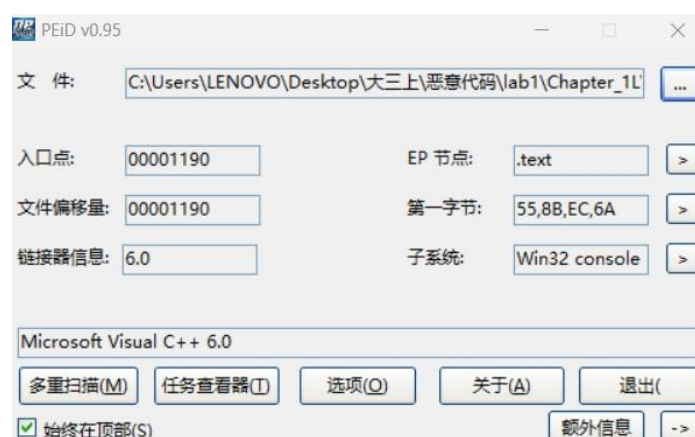 PEiD v0.95
文 件: C:\Users\LENOVO\Desktop\大三上\恶意代码\lab1\Chapter_1L ...
入口点: 00001190 EP 节点: .text >
文件偏移量: 00001190 第一字节: 55,8B,EC,6A >
链接器信息: 6.0 子系统: Win32 console >
Microsoft Visual C++ 6.0
多重扫描(M) 任务查看器(T) 选项(O) 关于(A) 退出(
始终在顶部(S) 额外信息 ->